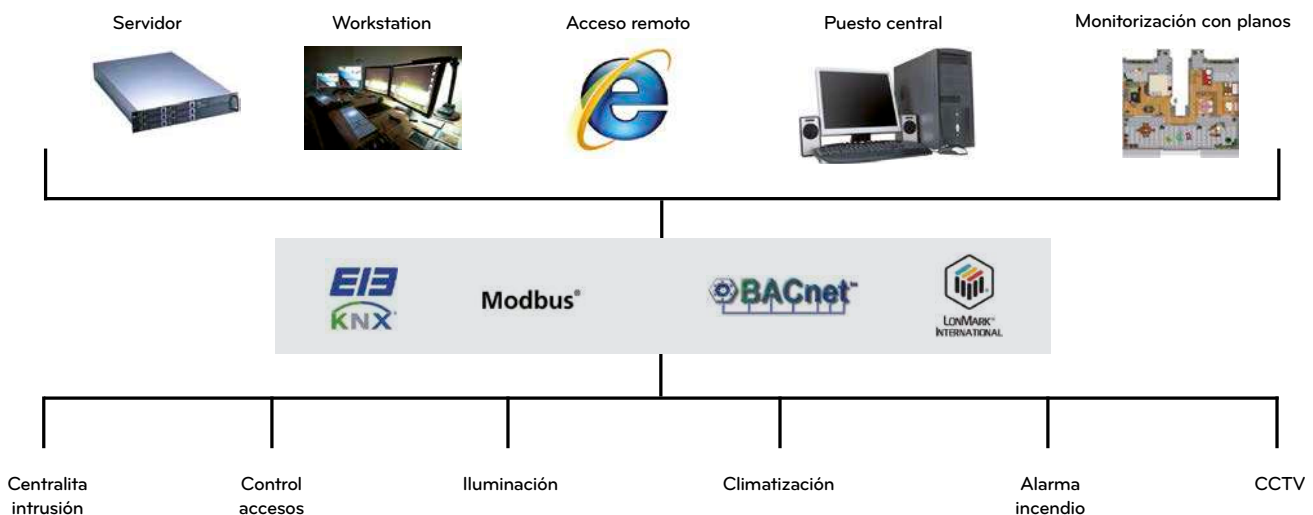 Servidor
Workstation
Acceso remoto
Puesto central
Monitorización con planos
EIB
KNX®
Modbus®
BACnet™
LONMARK™
INTERNATIONAL
Centralita
intrusión
Control
accesos
Iluminación
Climatización
Alarma
incendio
CCTV